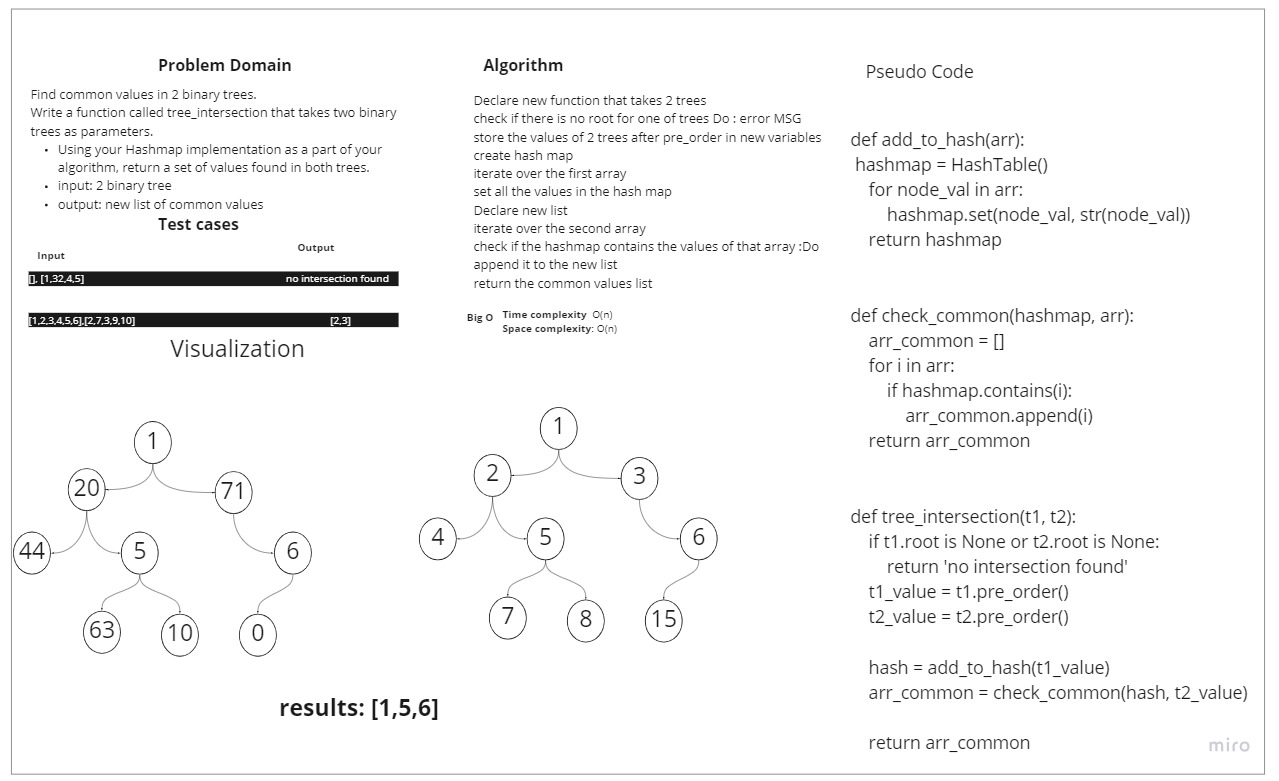 Problem Domain
Find common values in 2 binary trees.
Write a function called tree_intersection that takes two binary
trees as parameters.
• Using your Hashmap implementation as a part of your
algorithm, return a set of values found in both trees.
• input: 2 binary tree
• output: new list of common values
Test cases
Input
Output
[], [1,32,4,5]
no intersection found
[1,2,3,4,5,6],[2,7,3,9,10]
[2,3]
Visualization
1
20
71
44
5
6
63
10
0
Algorithm
Declare new function that takes 2 trees
check if there is no root for one of trees Do : error MSG
store the values of 2 trees after pre_order in new variables
create hash map
iterate over the first array
set all the values in the hash map
Declare new list
iterate over the second array
check if the hashmap contains the values of that array :Do
append it to the new list
return the common values list
Big O
Time complexity O(n)
Space complexity: O(n)
1
2
3
4
5
6
7
8
15
results: [1,5,6]
Pseudo Code
def add_to_hash(arr):
hashmap = HashTable()
for node_val in arr:
hashmap.set(node_val, str(node_val))
return hashmap
def check_common(hashmap, arr):
arr_common = []
for i in arr:
if hashmap.contains(i):
arr_common.append(i)
return arr_common
def tree_intersection(t1, t2):
if t1.root is None or t2.root is None:
return 'no intersection found'
t1_value = t1.pre_order()
t2_value = t2.pre_order()
hash = add_to_hash(t1_value)
arr_common = check_common(hash, t2_value)
return arr_common
miro